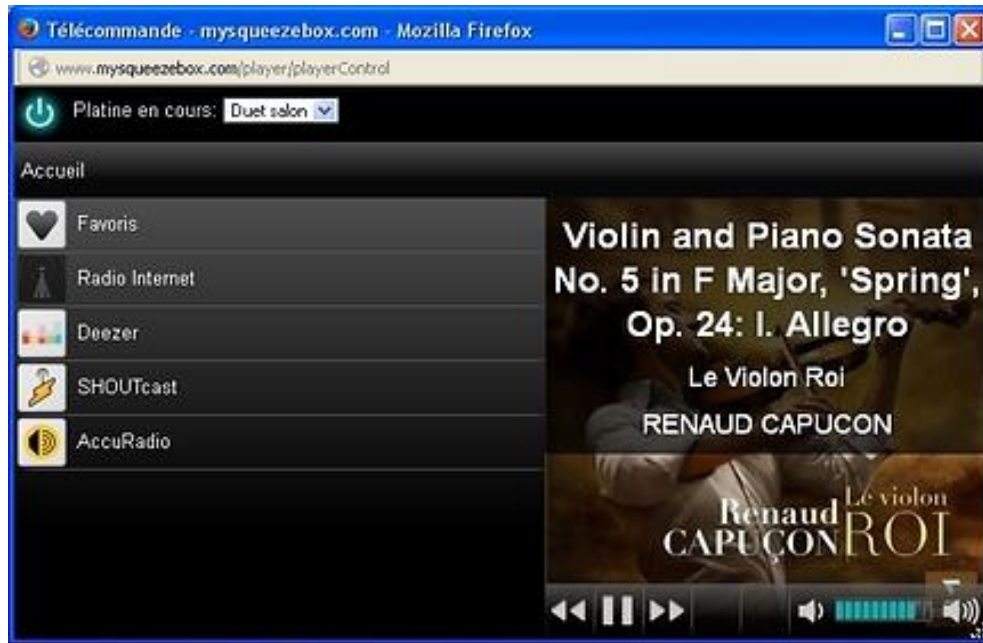 Télécommande - mysqueezebox.com - Mozilla Firefox
www.mysqueezebox.com/player/playerControl
Platine en cours: Duet salon
Accueil
Favoris
Radio Internet
Deezer
SHOUTcast
AccuRadio
Violin and Piano Sonata
No. 5 in F Major, 'Spring',
Op. 24: I. Allegro
Le Violon Roi
RENAUD CAPUCON
Renaud
CAPUÇON
Le violon
ROI